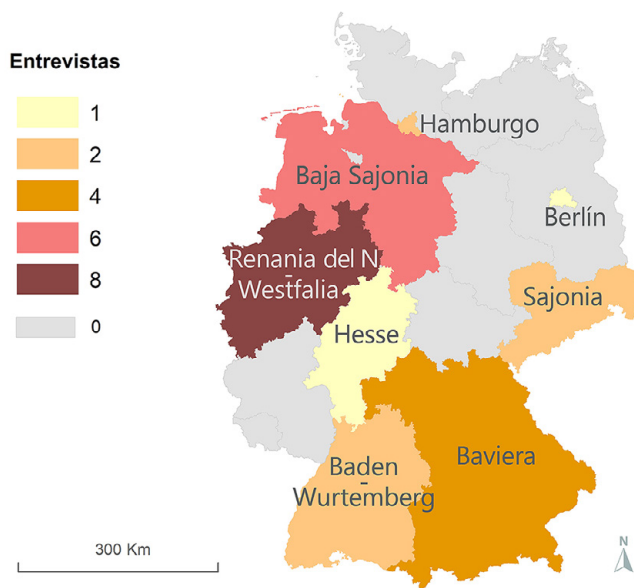 Entrevistas
1
2
4
6
8
0
Hamburgo
Baja Sajonia
Berlín
Renania del N
-
Westfalia
Sajonia
Hesse
Baden
-
Wurtemberg
Baviera
300 Km
N